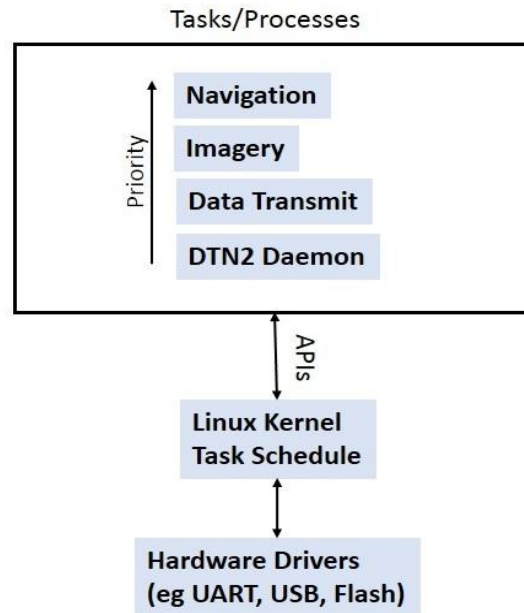 Tasks/Processes
Priority
Navigation
Imagery
Data Transmit
DTN2 Daemon
APIs
Linux Kernel
Task Schedule
Hardware Drivers
(eg UART, USB, Flash)